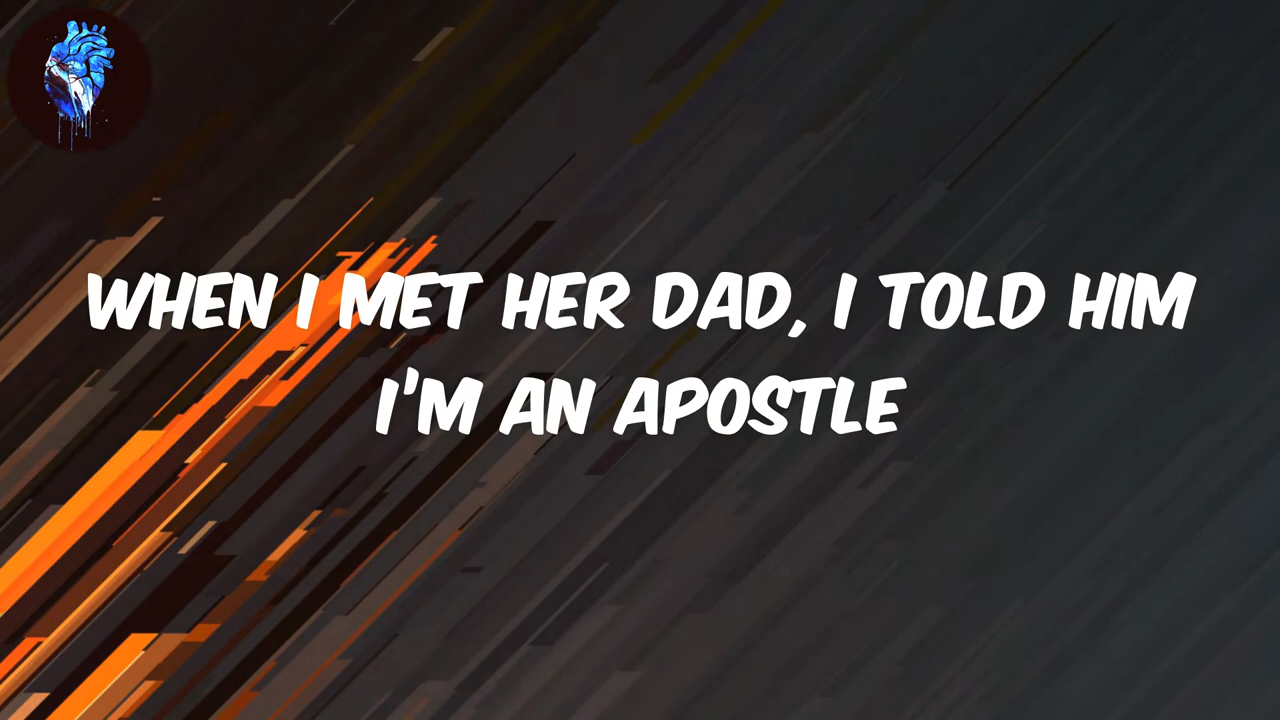 WHEN I MET HER DAD, I TOLD HIM
I'M AN APOSTLE